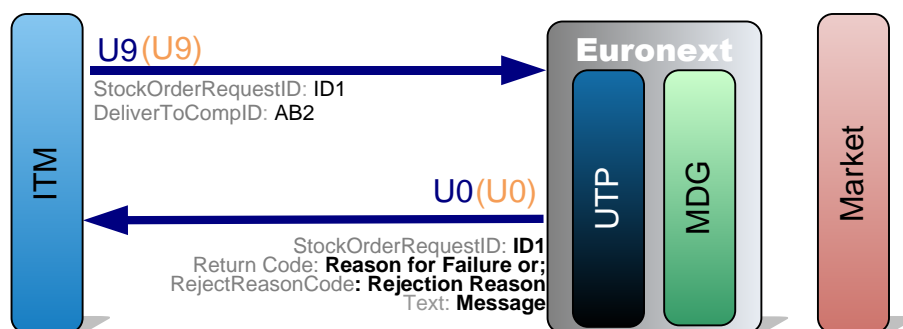 U9 (U9)
Euronext
StockOrderRequestID: ID1
DeliverToCompID: AB2
ITM
UTP
MDG
Market
U0 (U0)
StockOrderRequestID: ID1
Return Code: Reason for Failure or;
RejectReasonCode: Rejection Reason
Text: Message